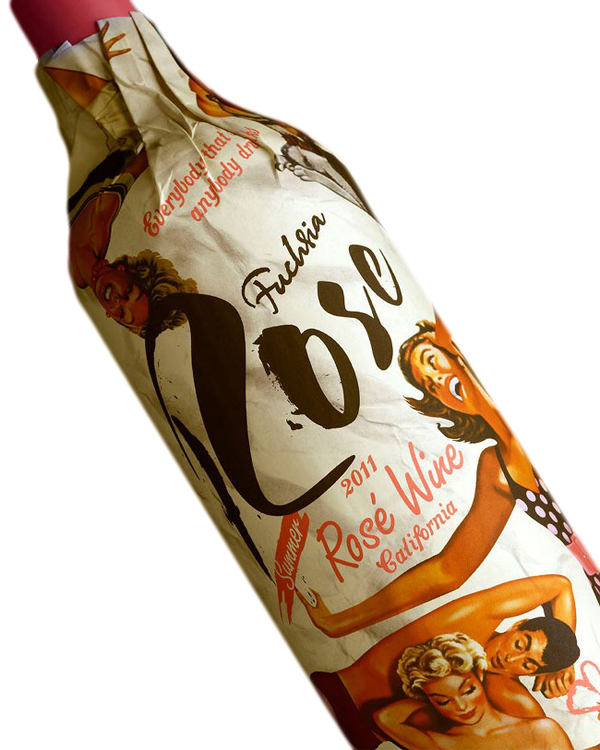 Everybody that
anybody drinks
Fuchsia
Rose
2011
Rosé Wine
California
Summer